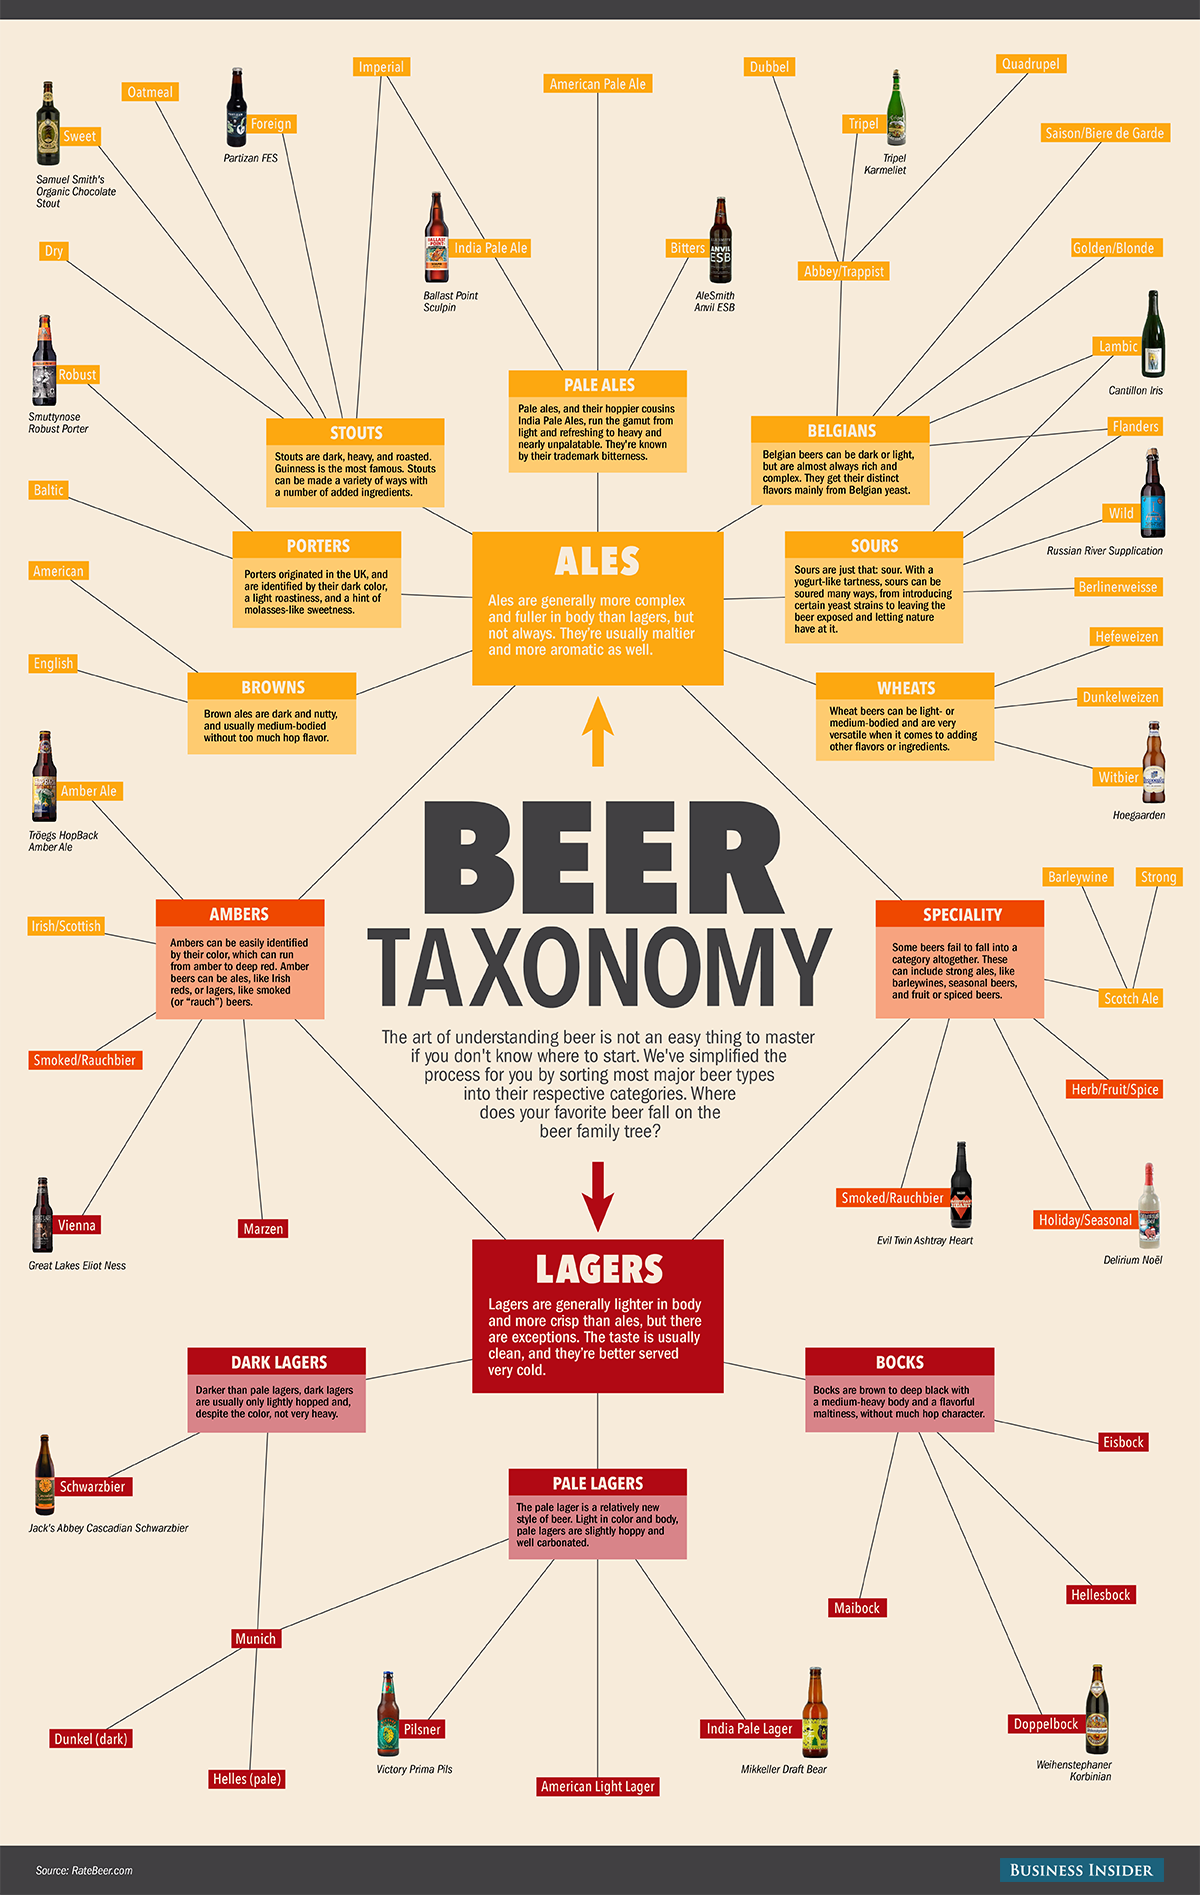 Imperial
Dubbel
Quadrupel
American Pale Ale
Oatmeal
Foreign
Tripel
Saison/Biere de Garde
Sweet
Partizan FES
Tripel
Karmeliet
Samuel Smith's
Organic Chocolate
Stout
Dry
India Pale Ale
Bitters
Golden/Blonde
Abbey/Trappist
Ballast Point
Sculpin
AleSmith
Anvil ESB
Lambic
Robust
Cantillon Iris
Smuttynose
Robust Porter
Flanders
PALE ALES
Pale ales, and their hoppier cousins
India Pale Ales, run the gamut from
light and refreshing to heavy and
nearly unpalatable. They're known
by their trademark bitterness.
STOUTS
Stouts are dark, heavy, and roasted.
Guinness is the most famous. Stouts
can be made a variety of ways with
a number of added ingredients.
BELGIANS
Belgian beers can be dark or light,
but are almost always rich and
complex. They get their distinct
flavors mainly from Belgian yeast.
Baltic
Wild
Russian River Supplication
PORTERS
Porters originated in the UK, and
are identified by their dark color,
a light roastiness, and a hint of
molasses-like sweetness.
ALES
Ales are generally more complex
and fuller in body than lagers, but
not always. They're usually maltier
and more aromatic as well.
SOURS
Sours are just that: sour. With a
yogurt-like tartness, sours can be
soured many ways, from introducing
certain yeast strains to leaving the
beer exposed and letting nature
have at it.
American
Berlinerweisse
Hefeweizen
English
BROWNS
Brown ales are dark and nutty,
and usually medium-bodied
without too much hop flavor.
WHEATS
Wheat beers can be light- or
medium-bodied and are very
versatile when it comes to adding
other flavors or ingredients.
Dunkelweizen
Witbier
Hoegaarden
Amber Ale
Tröegs HopBack
Amber Ale
BEER
TAXONOMY
The art of understanding beer is not an easy thing to master
if you don't know where to start. We've simplified the
process for you by sorting most major beer types
into their respective categories. Where
does your favorite beer fall on the
beer family tree?
Barleywine
Strong
AMBERS
Ambers can be easily identified
by their color, which can run
from amber to deep red. Amber
beers can be ales, like Irish
reds, or lagers, like smoked
(or “rauch”) beers.
SPECIALITY
Some beers fail to fall into a
category altogether. These
can include strong ales, like
barleywines, seasonal beers,
and fruit or spiced beers.
Irish/Scottish
Scotch Ale
Smoked/Rauchbier
Herb/Fruit/Spice
Smoked/Rauchbier
Evil Twin Ashtray Heart
Holiday/Seasonal
Delirium Noël
Vienna
Marzen
Great Lakes Eliot Ness
LAGERS
Lagers are generally lighter in body
and more crisp than ales, but there
are exceptions. The taste is usually
clean, and they're better served
very cold.
DARK LAGERS
Darker than pale lagers, dark lagers
are usually only lightly hopped and,
despite the color, not very heavy.
BOCKS
Bocks are brown to deep black with
a medium-heavy body and a flavorful
maltiness, without much hop character.
Eisbock
Schwarzbier
Jack's Abbey Cascadian Schwarzbier
PALE LAGERS
The pale lager is a relatively new
style of beer. Light in color and body,
pale lagers are slightly hoppy and
well carbonated.
Hellesbock
Maibock
Munich
Dunkel (dark)
Pilsner
India Pale Lager
Doppelbock
Helles (pale)
Victory Prima Pils
American Light Lager
Mikkeller Draft Bear
Weihenstephaner
Korbinian
Source: RateBeer.com
BUSINESS INSIDER
BALLAST
POINT
ANVIL
ESB